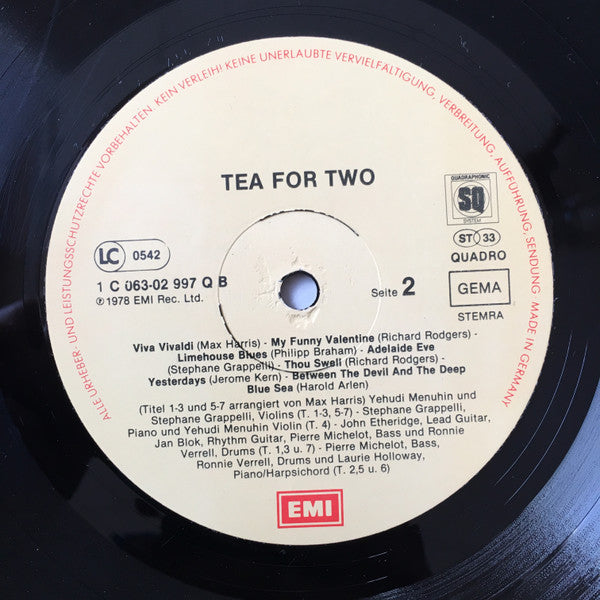 ALLE URHEBER- UND LEISTUNGSSCHUTZRECHTE VORBEHALTEN KEIN VERLEIH! KEINE UNERLAUBTE VERVIELFÄLTIGUNG, VERBREITUNG, AUFFÜHRUNG, SENDUNG MADE IN GERMANY
TEA FOR TWO
QUADRAPHONIC
SQ
SYSTEM
LC 0542
ST 33
QUADRO
1 C 063-02 997 Q B
℗ 1978 EMI Rec. Ltd.
Seite 2
GEMA
STEMRA
Viva Vivaldi (Max Harris) - My Funny Valentine (Richard Rodgers) -
Limehouse Blues (Philipp Braham) - Adelaide Eve
(Stephane Grappelli) - Thou Swell (Richard Rodgers) -
Yesterdays (Jerome Kern) - Between The Devil And The Deep
Blue Sea (Harold Arlen)
(Titel 1-3 und 5-7 arrangiert von Max Harris) Yehudi Menuhin und
Stephane Grappelli, Violins (T. 1-3, 5-7) - Stephane Grappelli,
Piano und Yehudi Menuhin Violin (T. 4) - John Etheridge, Lead Guitar,
Jan Blok, Rhythm Guitar, Pierre Michelot, Bass und Ronnie
Verrell, Drums (T. 1,3 u. 7) - Pierre Michelot, Bass,
Ronnie Verrell, Drums und Laurie Holloway,
Piano/Harpsichord (T. 2,5 u. 6)
EMI